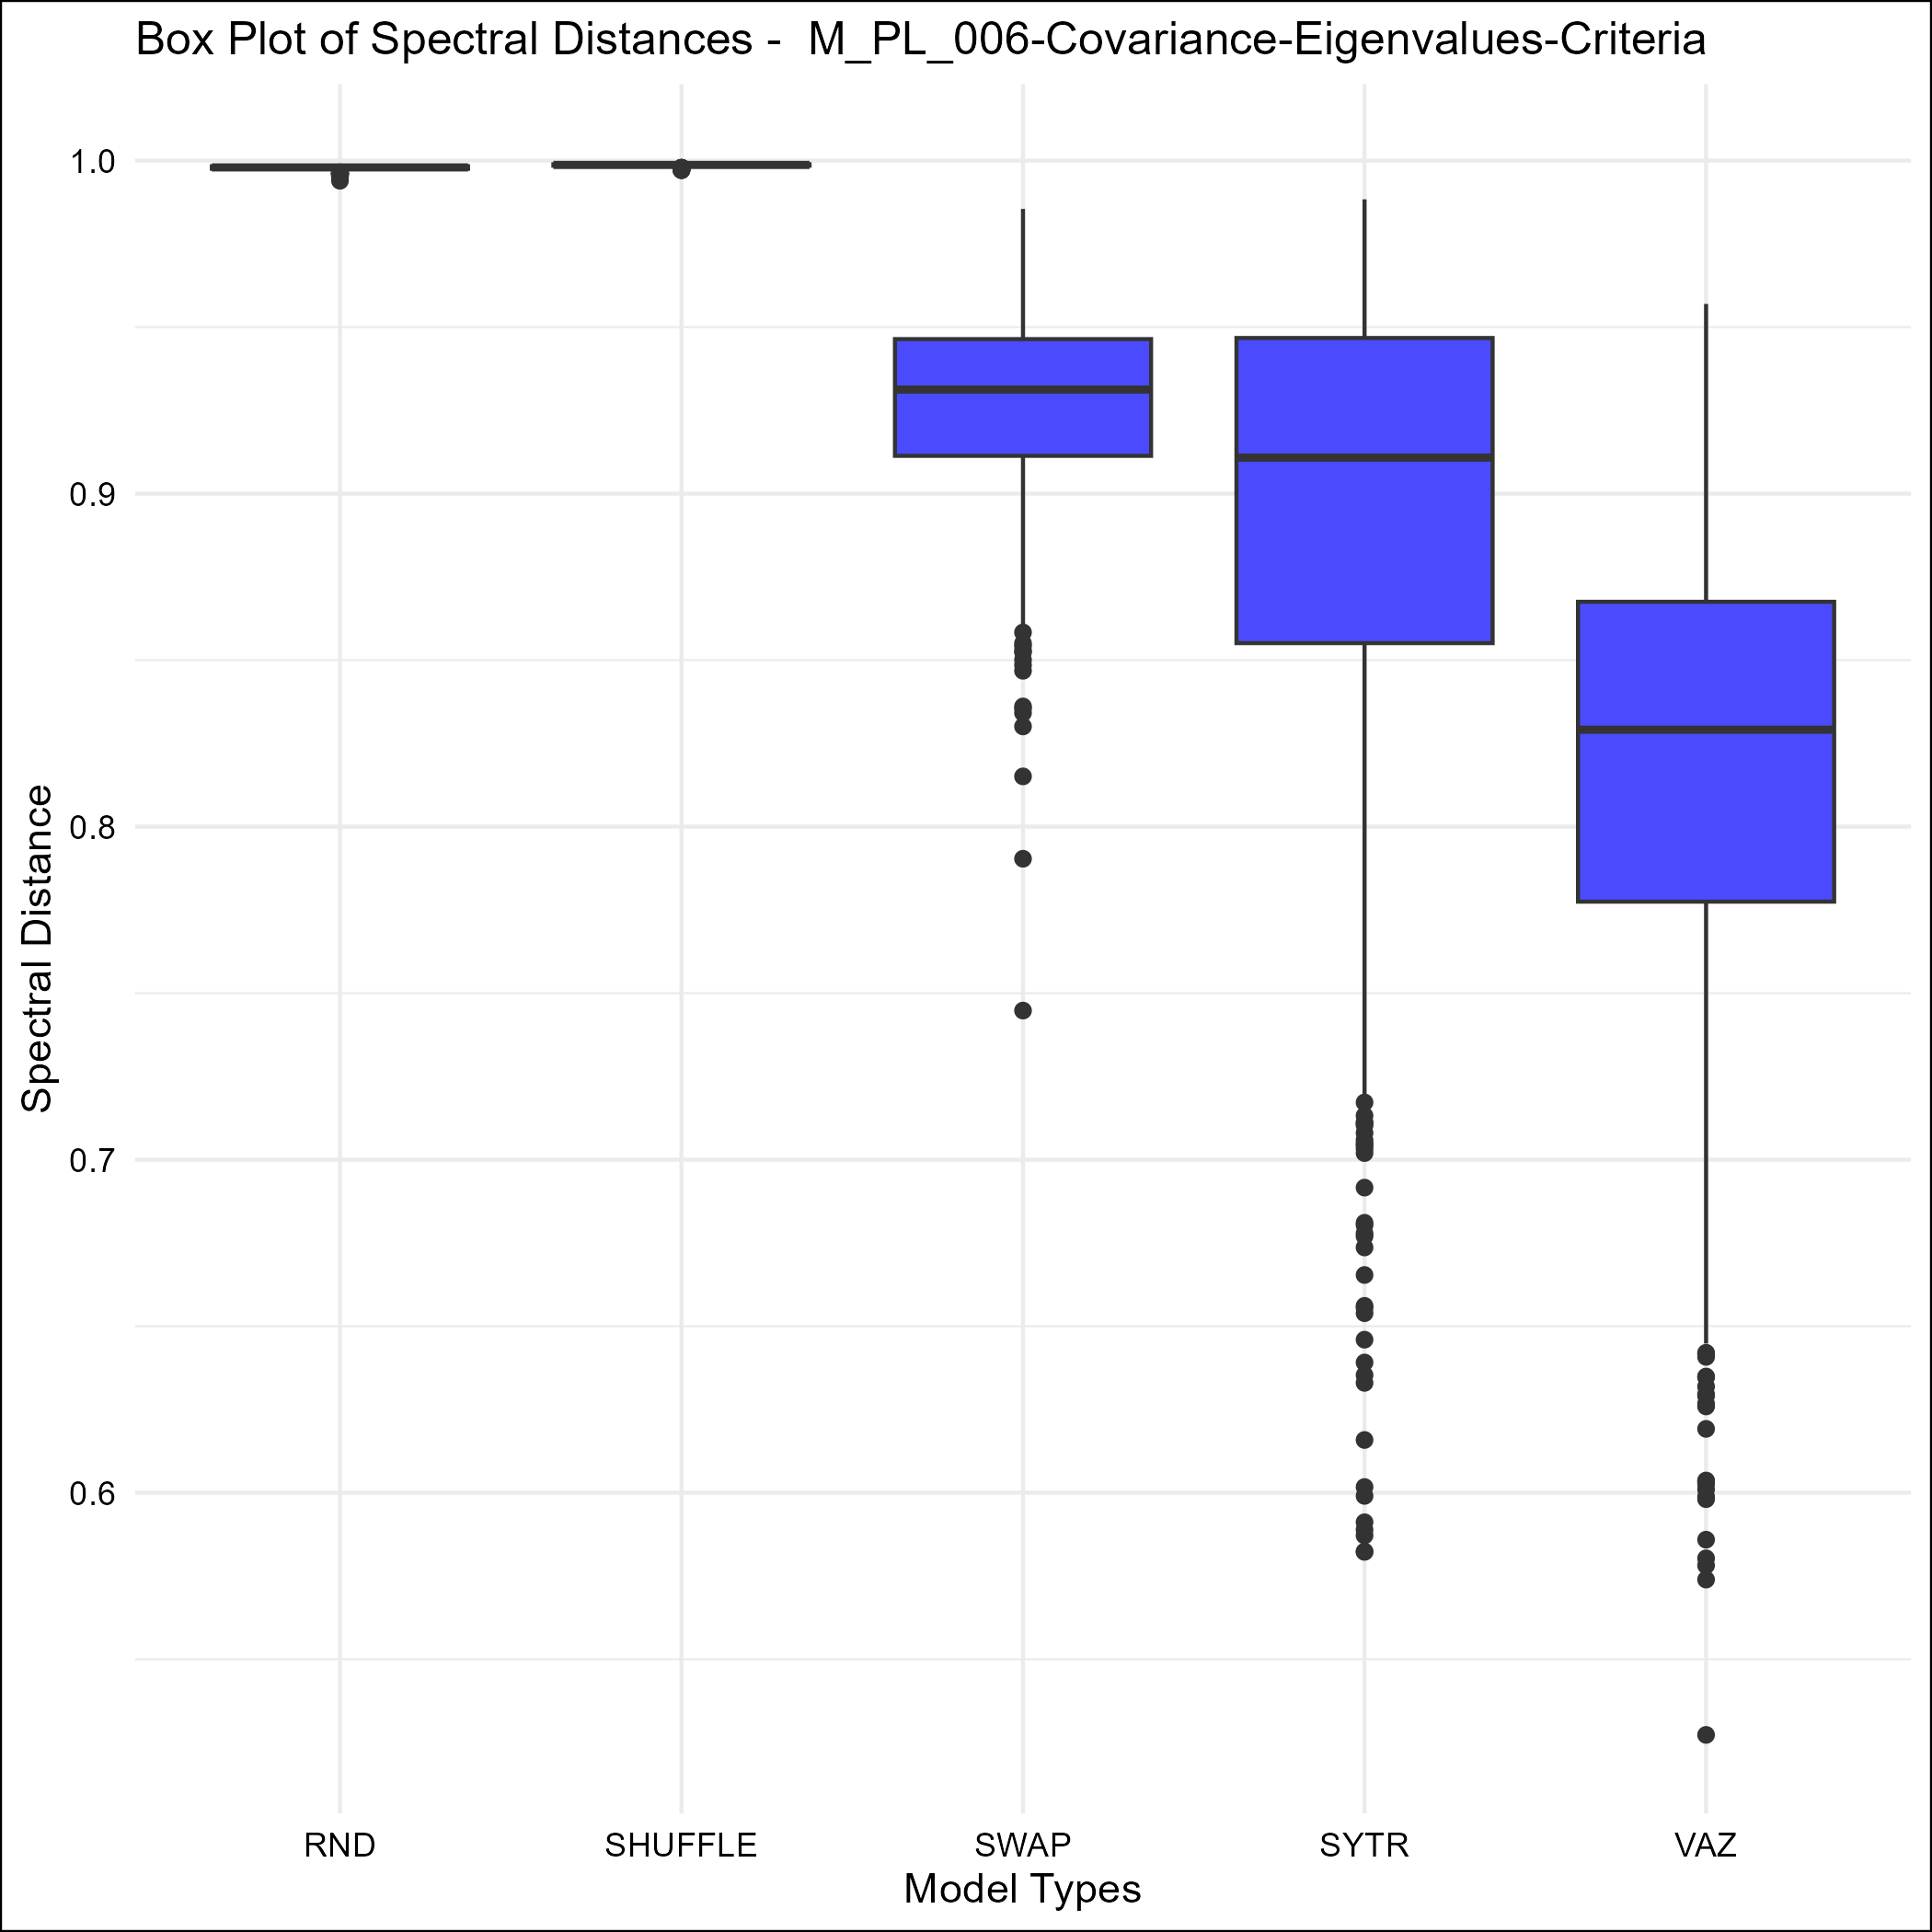 Box Plot of Spectral Distances -  M_PL_006-Covariance-Eigenvalues-Criteria
Spectral Distance
1.0
0.9
0.8
0.7
0.6
RND
SHUFFLE
SWAP
SYTR
VAZ
Model Types